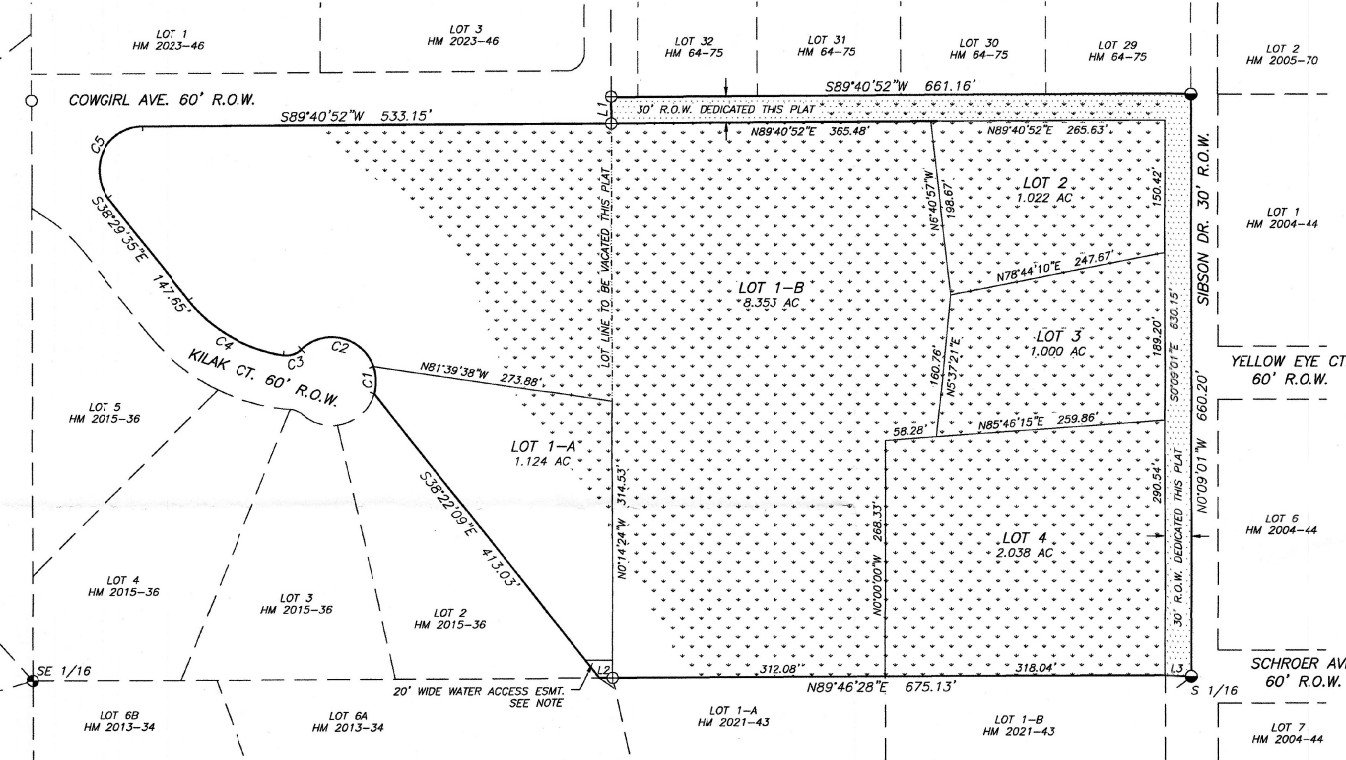 LOT 1
HM 2023-46
LOT 3
HM 2023-46
LOT 32
HM 64-75
LOT 31
HM 64-75
LOT 30
HM 64-75
LOT 29
HM 64-75
LOT 2
HM 2005-70
COWGIRL AVE. 60' R.O.W.
S89°40'52"W 661.16'
L1
30' R.O.W. DEDICATED THIS PLAT
S89°40'52"W 533.15'
N89°40'52"E 365.48'
N89°40'52"E 265.63'
C5
S38°29'35"E 147.65'
C4
C3
C2
C1
KILAK CT. 60' R.O.W.
LOT LINE TO BE VACATED THIS PLAT
N6°40'57"W
198.67'
LOT 2
1.022 AC
150.42'
SIBSON DR. 30' R.O.W.
LOT 1
HM 2004-44
N78°44'10"E 247.67'
LOT 1-B
8.353 AC
LOT 3
1.000 AC
189.20'
S0°09'01"E 630.15'
160.76'
N5°37'21"E
YELLOW EYE CT
60' R.O.W.
N81°39'38"W 273.88'
N0°09'01"W 660.20'
LOT 5
HM 2015-36
58.28'
N85°46'15"E 259.86'
LOT 1-A
1.124 AC
S38°22'09"E 413.03'
N0°14'24"W 314.53'
N0°00'00"W 268.33'
290.54'
LOT 4
2.038 AC
30' R.O.W. DEDICATED THIS PLAT
LOT 6
HM 2004-44
LOT 4
HM 2015-36
LOT 3
HM 2015-36
LOT 2
HM 2015-36
SE 1/16
L2
312.08'
318.04'
L3
N89°46'28"E 675.13'
S 1/16
SCHROER AVE
60' R.O.W.
20' WIDE WATER ACCESS ESMT.
SEE NOTE
LOT 6B
HM 2013-34
LOT 6A
HM 2013-34
LOT 1-A
HM 2021-43
LOT 1-B
HM 2021-43
LOT 7
HM 2004-44